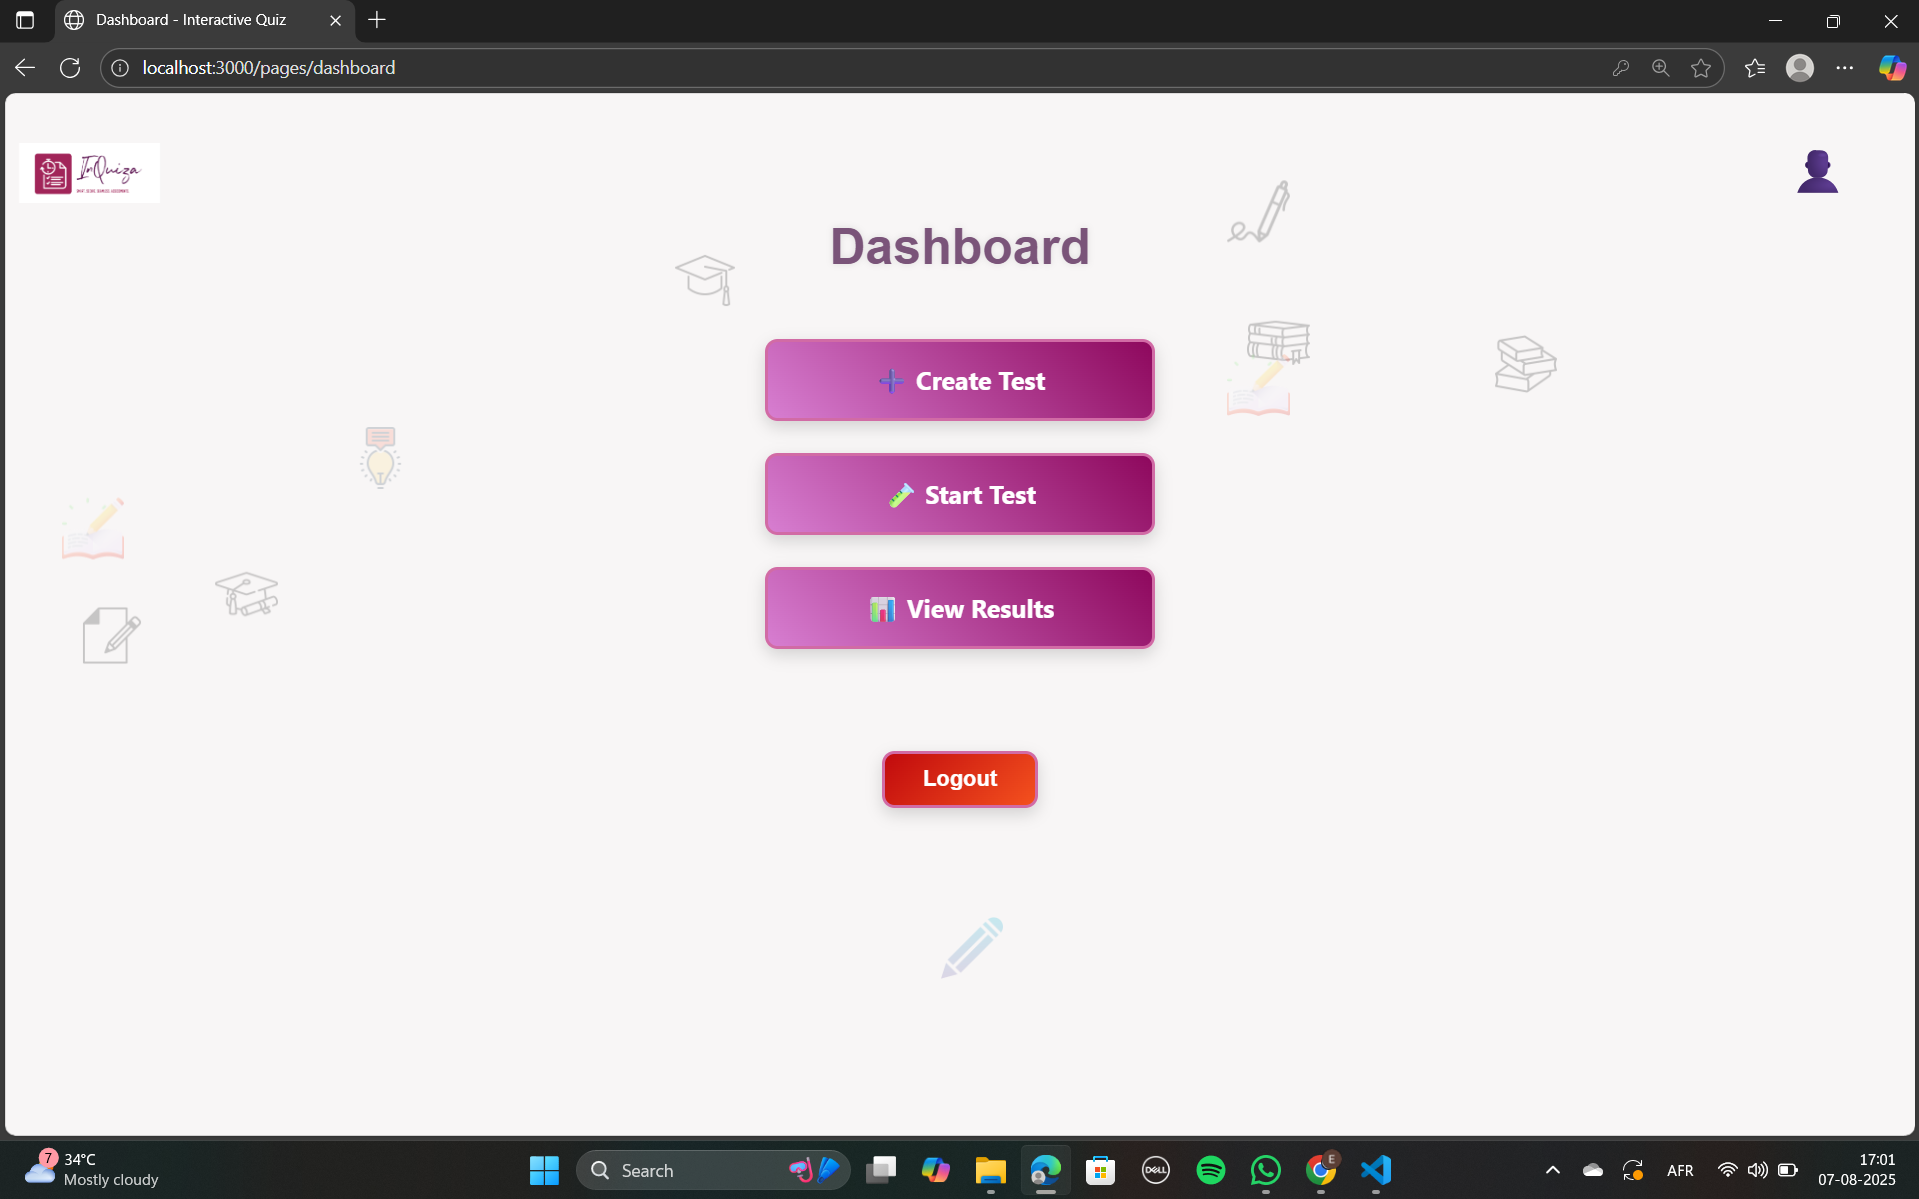 Dashboard - Interactive Quiz
localhost:3000/pages/dashboard
InQuiza
Dashboard
Create Test
Start Test
View Results
Logout
7
34°C
Mostly cloudy
Search
DELL
E
AFR
17:01
07-08-2025